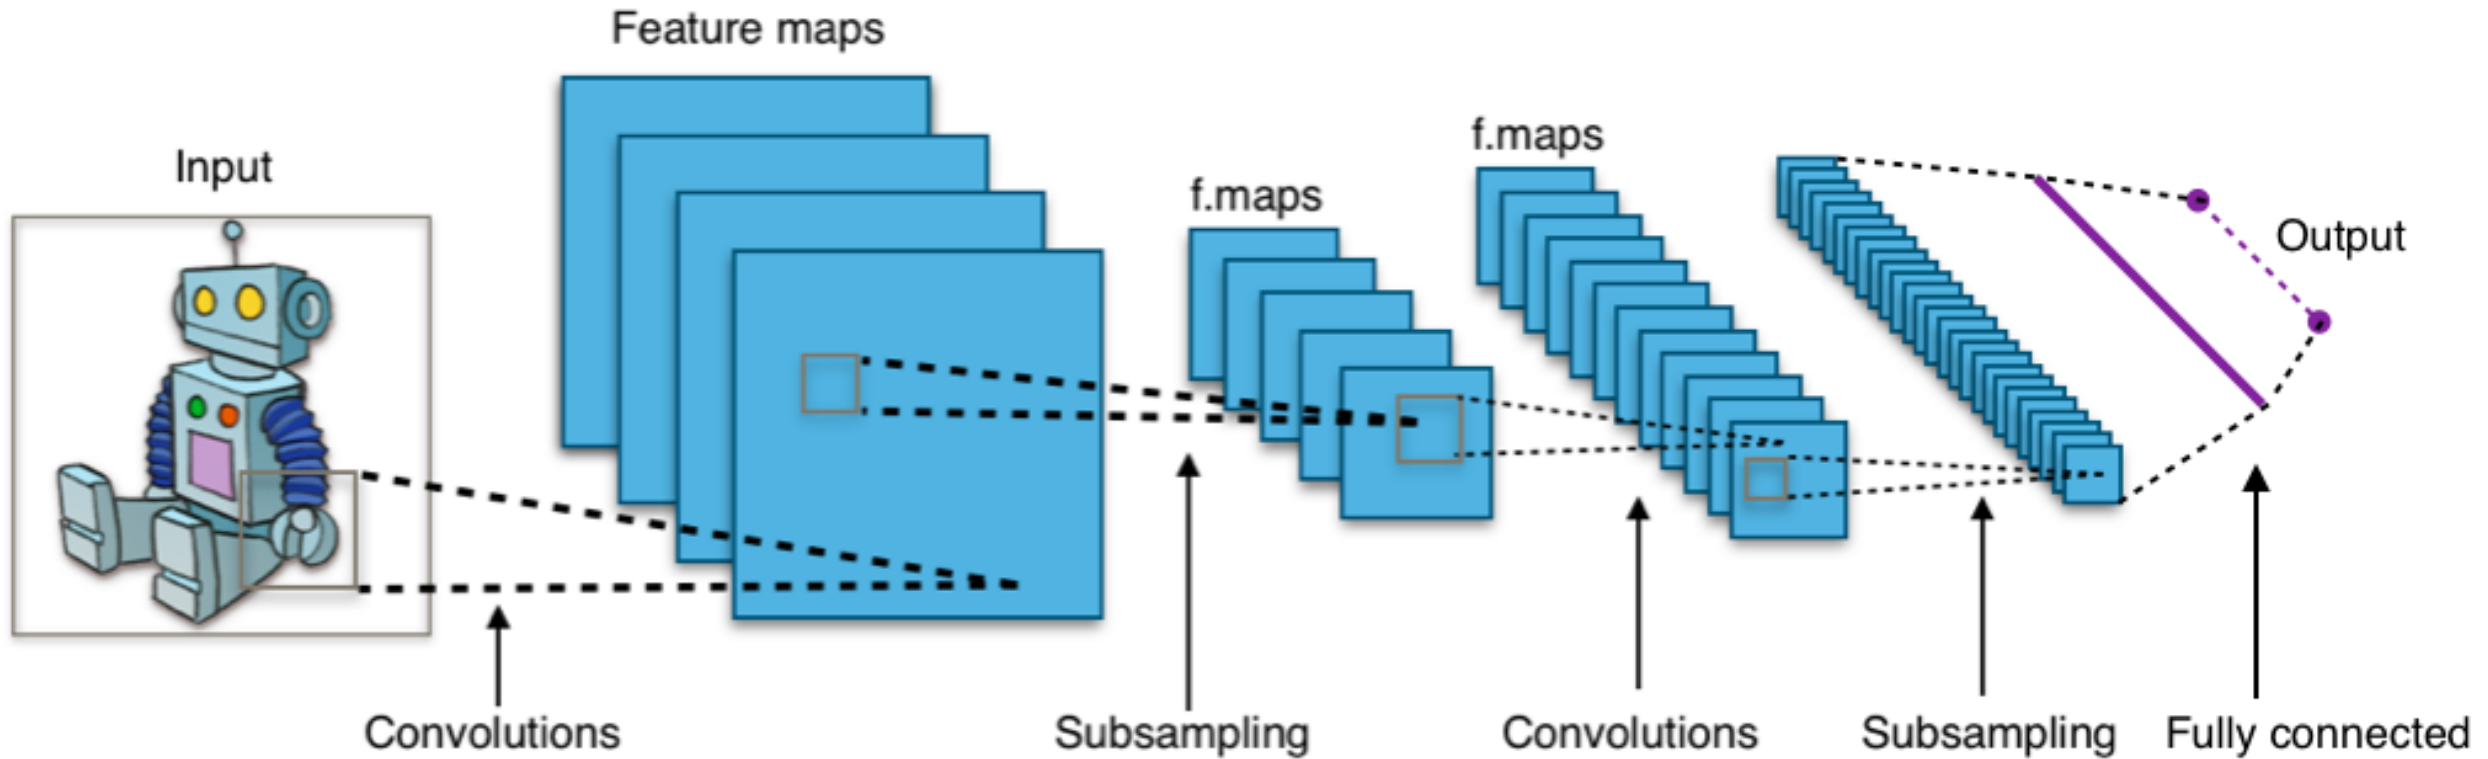 Feature maps
Input
f.maps
f.maps
Output
Convolutions
Subsampling
Convolutions
Subsampling
Fully connected